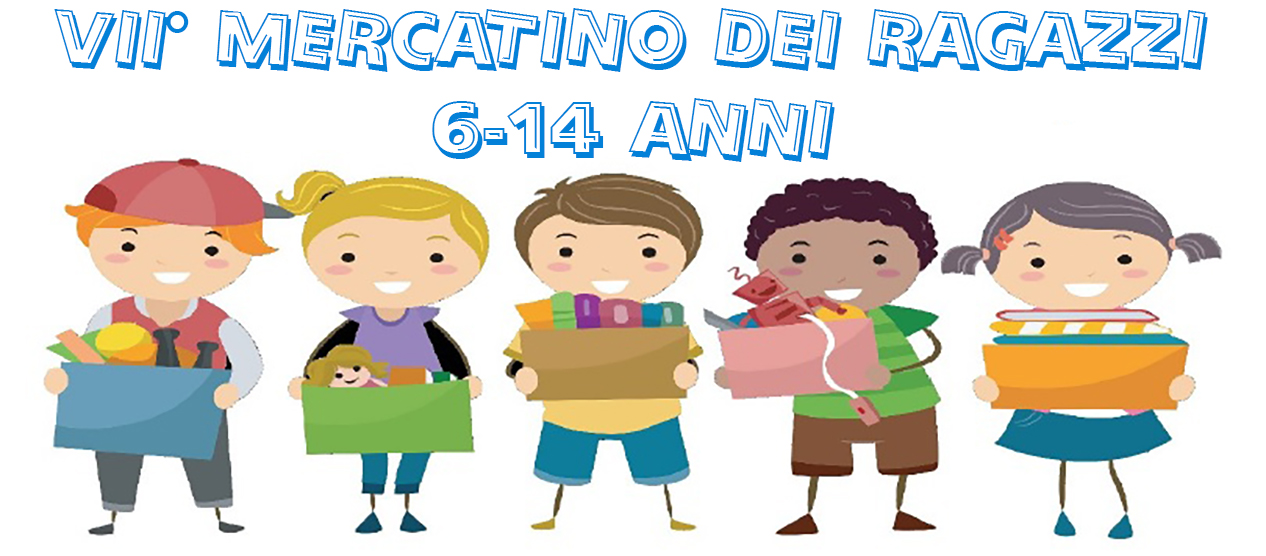 VII° MERCATINO DEI RAGAZZI
6-14 ANNI